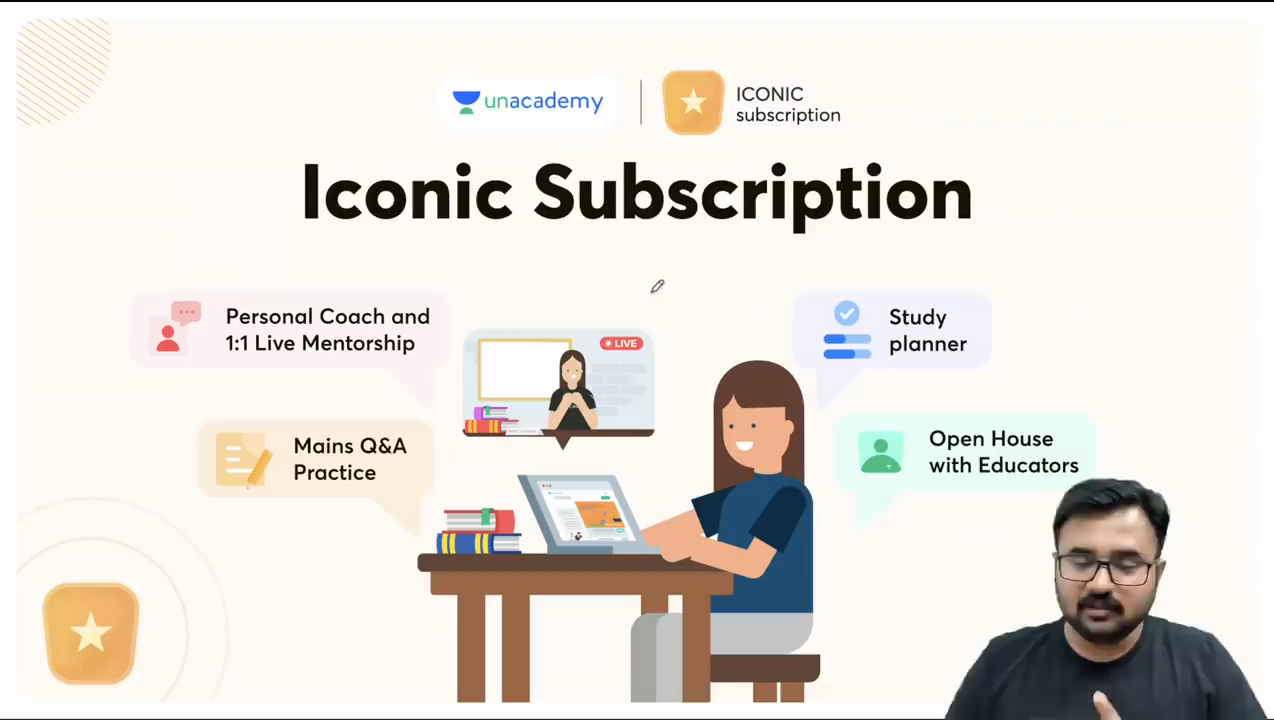 unacademy
ICONIC
subscription
Iconic Subscription
Personal Coach and
1:1 Live Mentorship
LIVE
Study
planner
Mains Q&A
Practice
Open House
with Educators